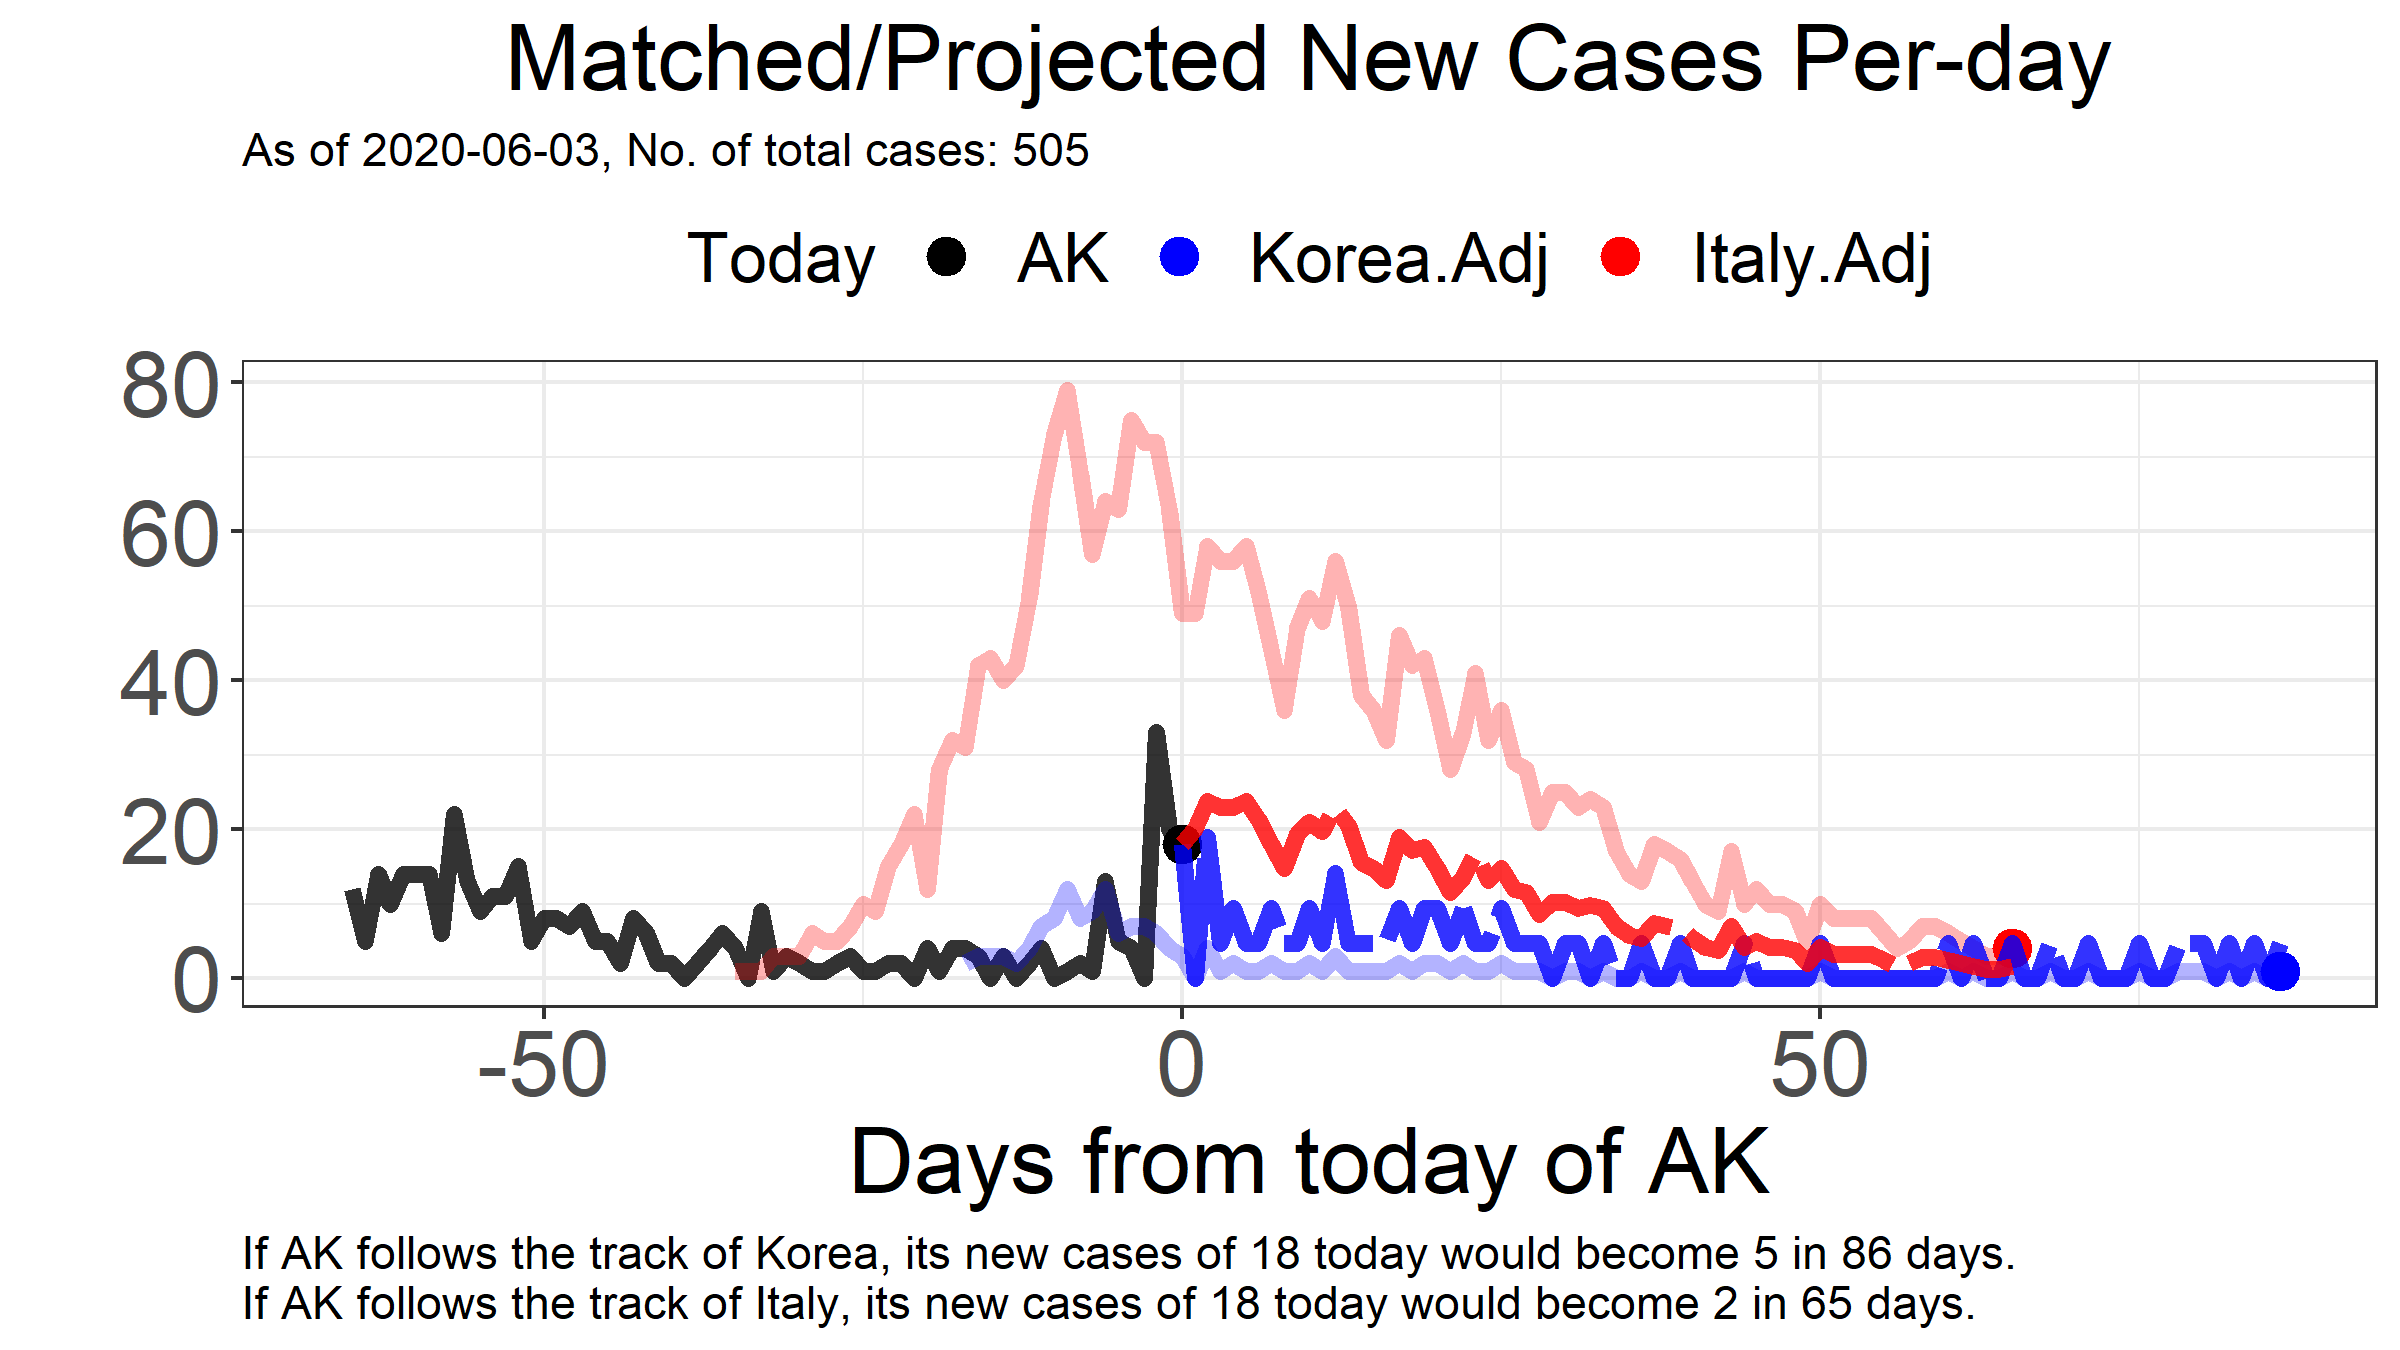 Matched/Projected New Cases Per-day
As of 2020-06-03, No. of total cases: 505
Today AK Korea.Adj Italy.Adj
80
60
40
20
0
-50 0 50
Days from today of AK
If AK follows the track of Korea, its new cases of 18 today would become 5 in 86 days.
If AK follows the track of Italy, its new cases of 18 today would become 2 in 65 days.